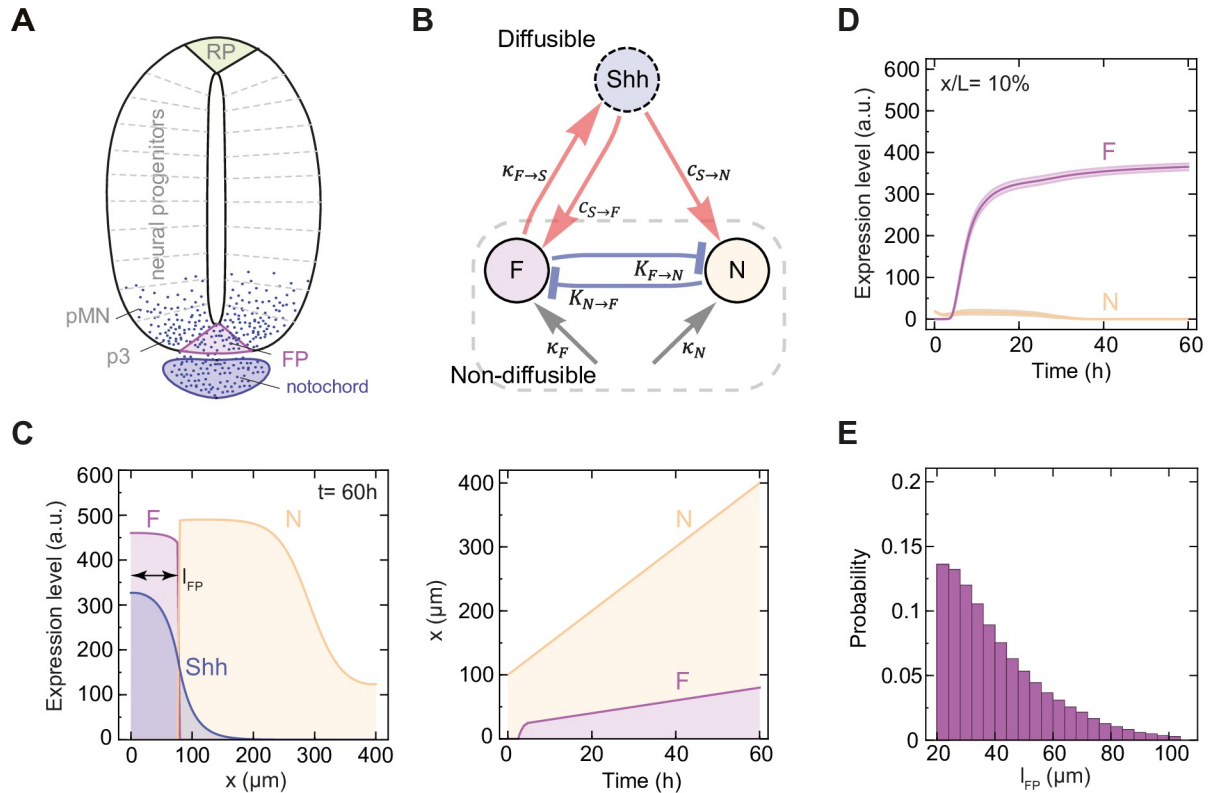 A
RP
neural progenitors
pMN
p3
FP
notochord
B
Diffusible
Shh
κF→S
cS→F
cS→N
F
N
KF→N
KN→F
κF
κN
Non-diffusible
D
x/L= 10%
F
N
Expression level (a.u.)
600
500
400
300
200
100
0
0 20 40 60
Time (h)
C
t= 60h
F
N
lFP
Shh
Expression level (a.u.)
600
500
400
300
200
100
0
0 100 200 300 400
x (µm)
N
F
x (µm)
400
300
200
100
0
0 20 40 60
Time (h)
E
Probability
0.2
0.15
0.1
0.05
0
20 40 60 80 100
lFP (µm)